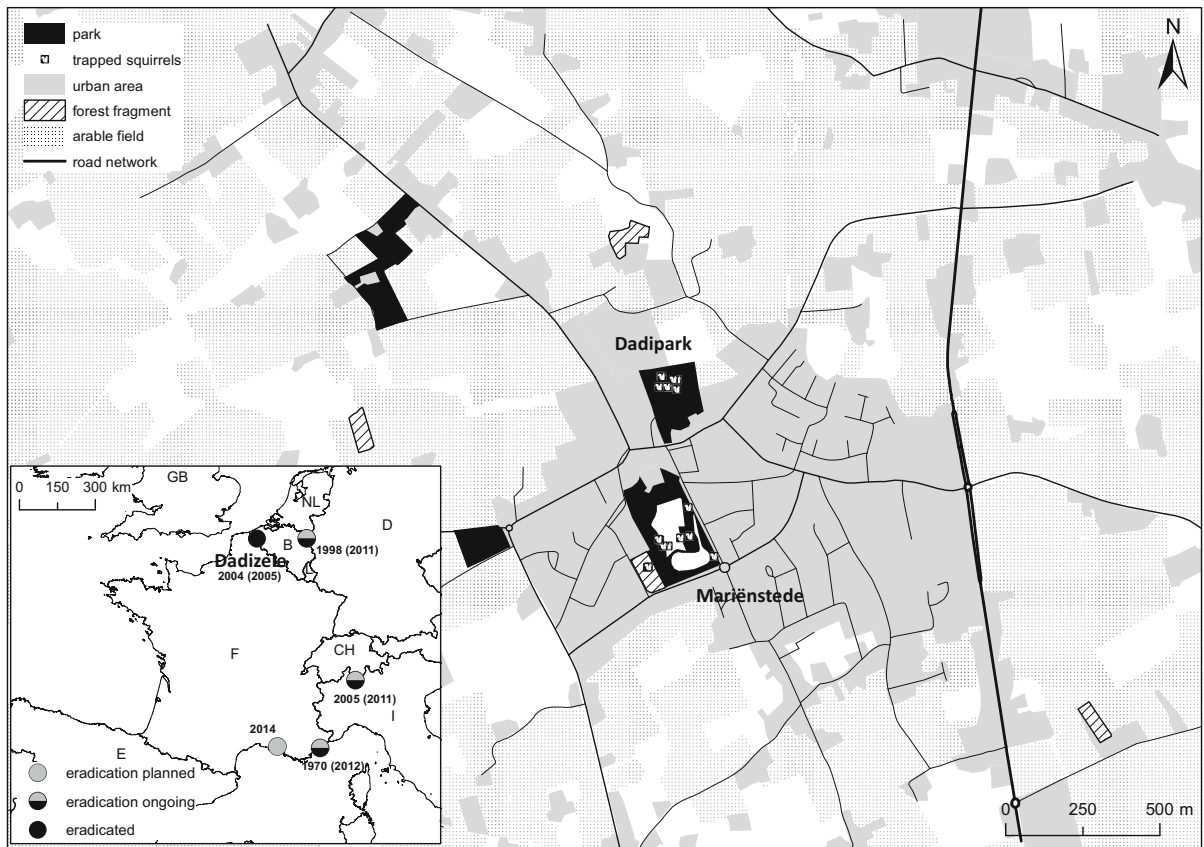 park
trapped squirrels
urban area
forest fragment
arable field
road network
N
Dadipark
Mariënstede
0 250 500 m
0 150 300 km
GB
NL
D
B
1998 (2011)
Dadizele
2004 (2005)
F
CH
2005 (2011)
I
2014
1970 (2012)
E
eradication planned
eradication ongoing
eradicated